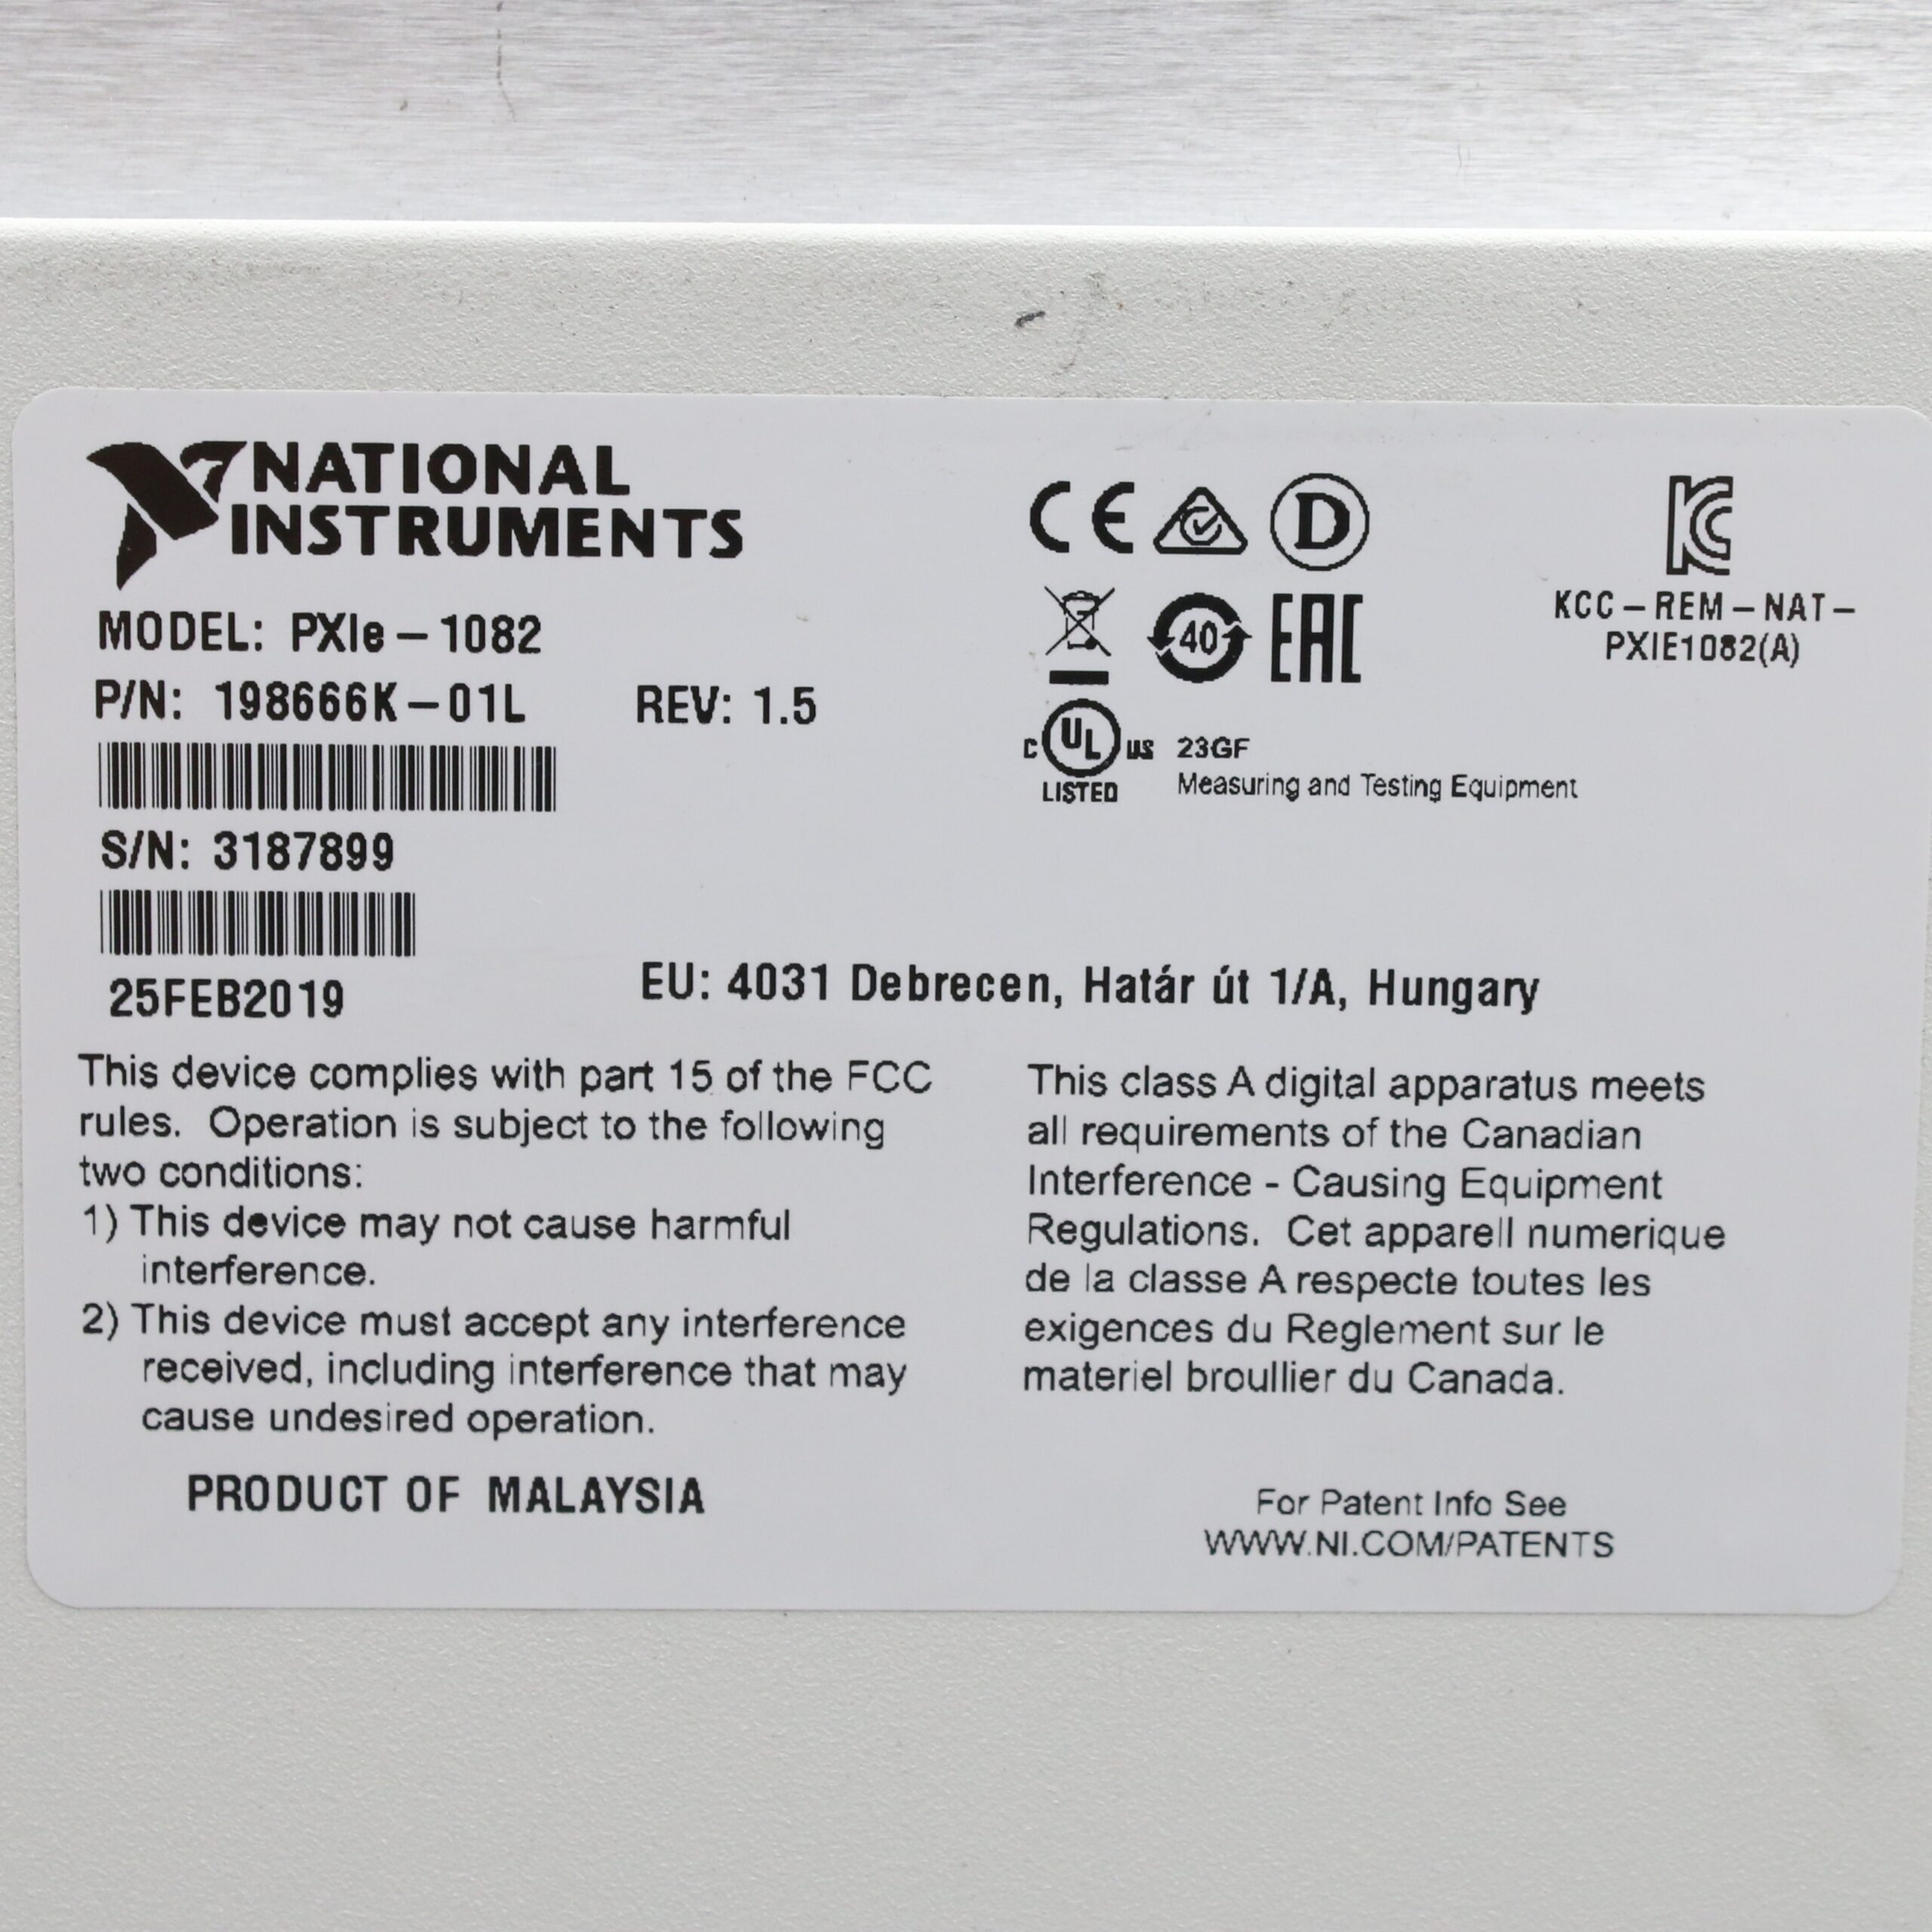 NATIONAL
INSTRUMENTS
MODEL: PXIe-1082
P/N: 198666K-01L REV: 1.5
S/N: 3187899
25FEB2019
CE
D
40
EAC
C UL US
LISTED
23GF
Measuring and Testing Equipment
KC
KCC-REM-NAT-
PXIE1082(A)
EU: 4031 Debrecen, Határ út 1/A, Hungary
This device complies with part 15 of the FCC
rules. Operation is subject to the following
two conditions:
1) This device may not cause harmful
interference.
2) This device must accept any interference
received, including interference that may
cause undesired operation.
PRODUCT OF MALAYSIA
This class A digital apparatus meets
all requirements of the Canadian
Interference - Causing Equipment
Regulations. Cet apparell numerique
de la classe A respecte toutes les
exigences du Reglement sur le
materiel broullier du Canada.
For Patent Info See
WWW.NI.COM/PATENTS